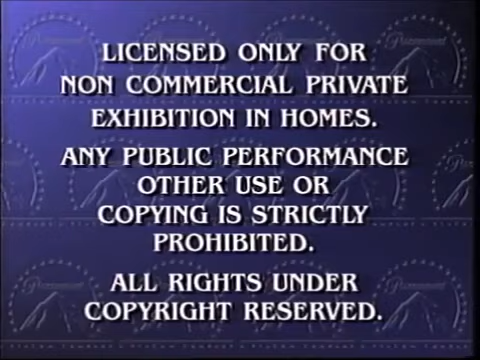 LICENSED ONLY FOR
NON COMMERCIAL PRIVATE
EXHIBITION IN HOMES.
ANY PUBLIC PERFORMANCE
OTHER USE OR
COPYING IS STRICTLY
PROHIBITED.
ALL RIGHTS UNDER
COPYRIGHT RESERVED.